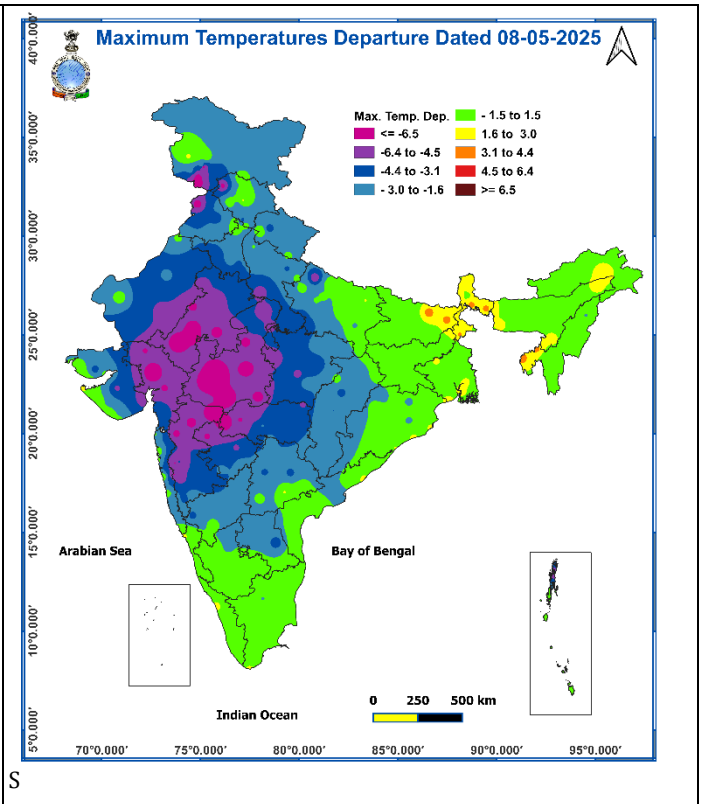 Maximum Temperatures Departure Dated 08-05-2025
Max. Temp. Dep.
<= -6.5
-6.4 to -4.5
-4.4 to -3.1
- 3.0 to -1.6
- 1.5 to 1.5
1.6 to 3.0
3.1 to 4.4
4.5 to 6.4
>= 6.5
40°0.000'
35°0.000'
30°0.000'
25°0.000'
20°0.000'
15°0.000'
10°0.000'
5°0.000'
Arabian Sea
Bay of Bengal
Indian Ocean
0 250 500 km
70°0.000' 75°0.000' 80°0.000' 85°0.000' 90°0.000' 95°0.000'
S